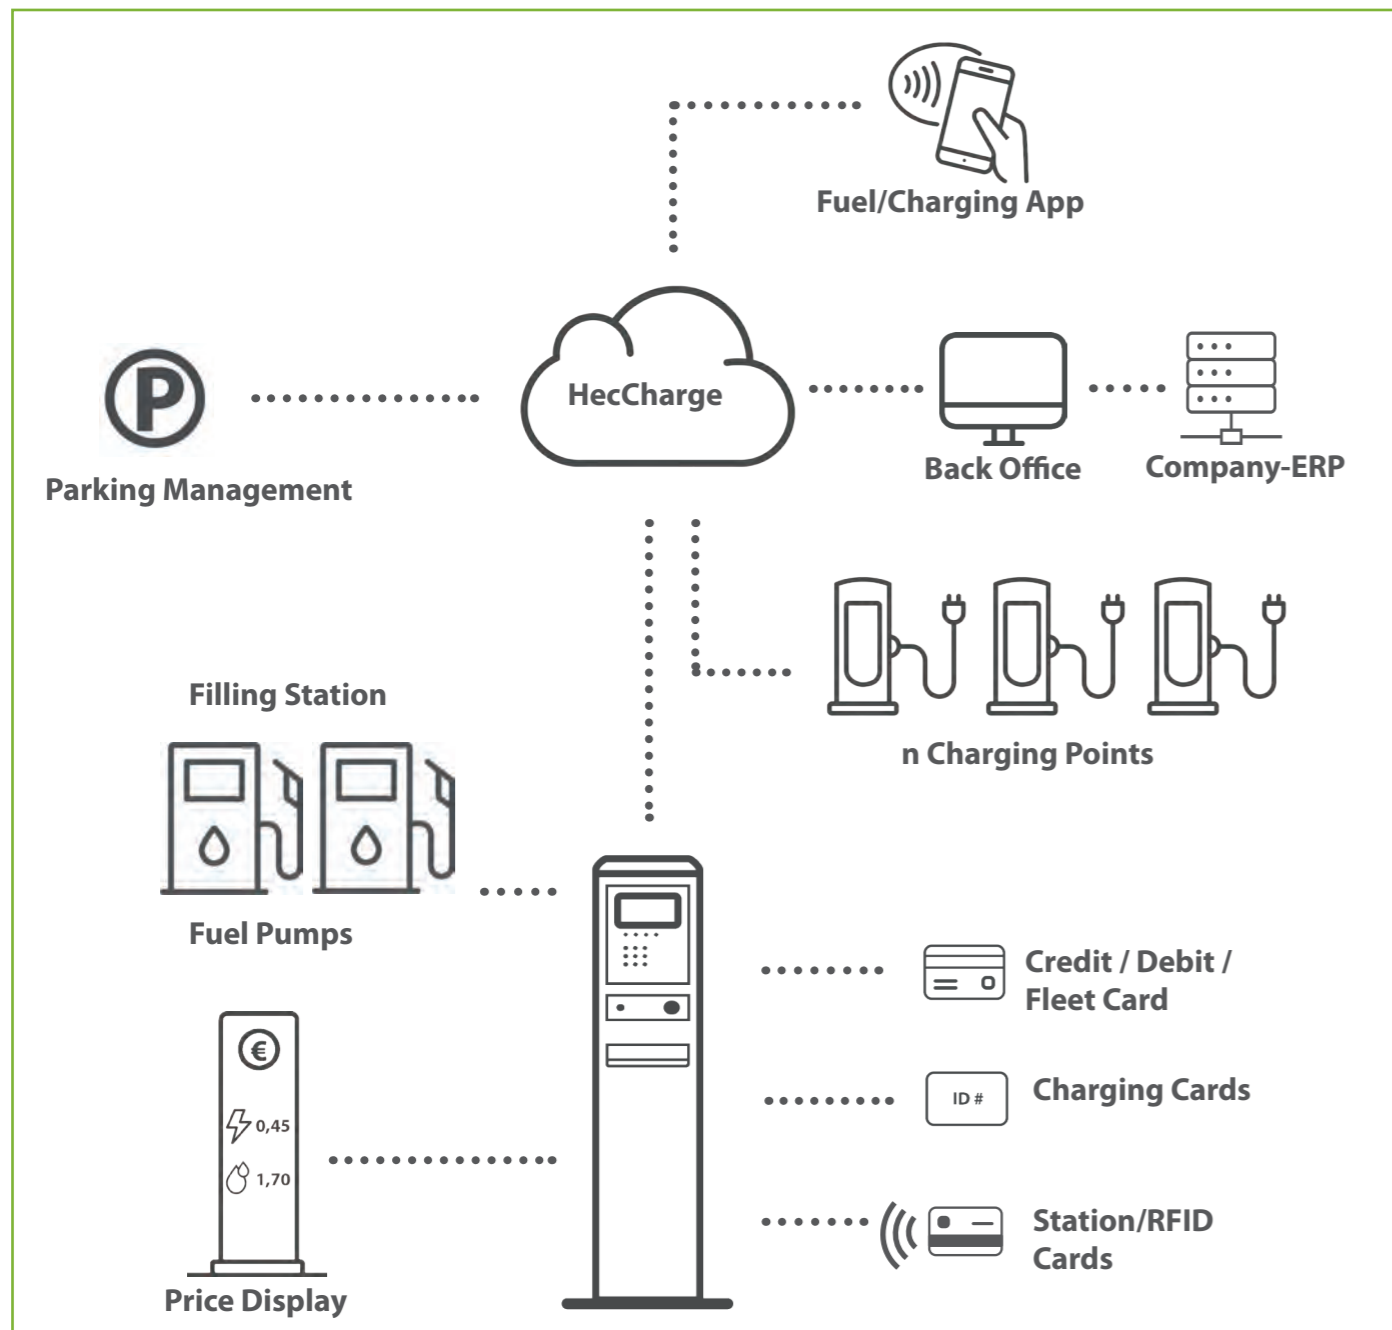 Fuel/Charging App
HecCharge
P
Parking Management
Back Office
Company-ERP
n Charging Points
Filling Station
Fuel Pumps
Credit / Debit /
Fleet Card
€
0,45
1,70
Price Display
ID #
Charging Cards
Station/RFID
Cards